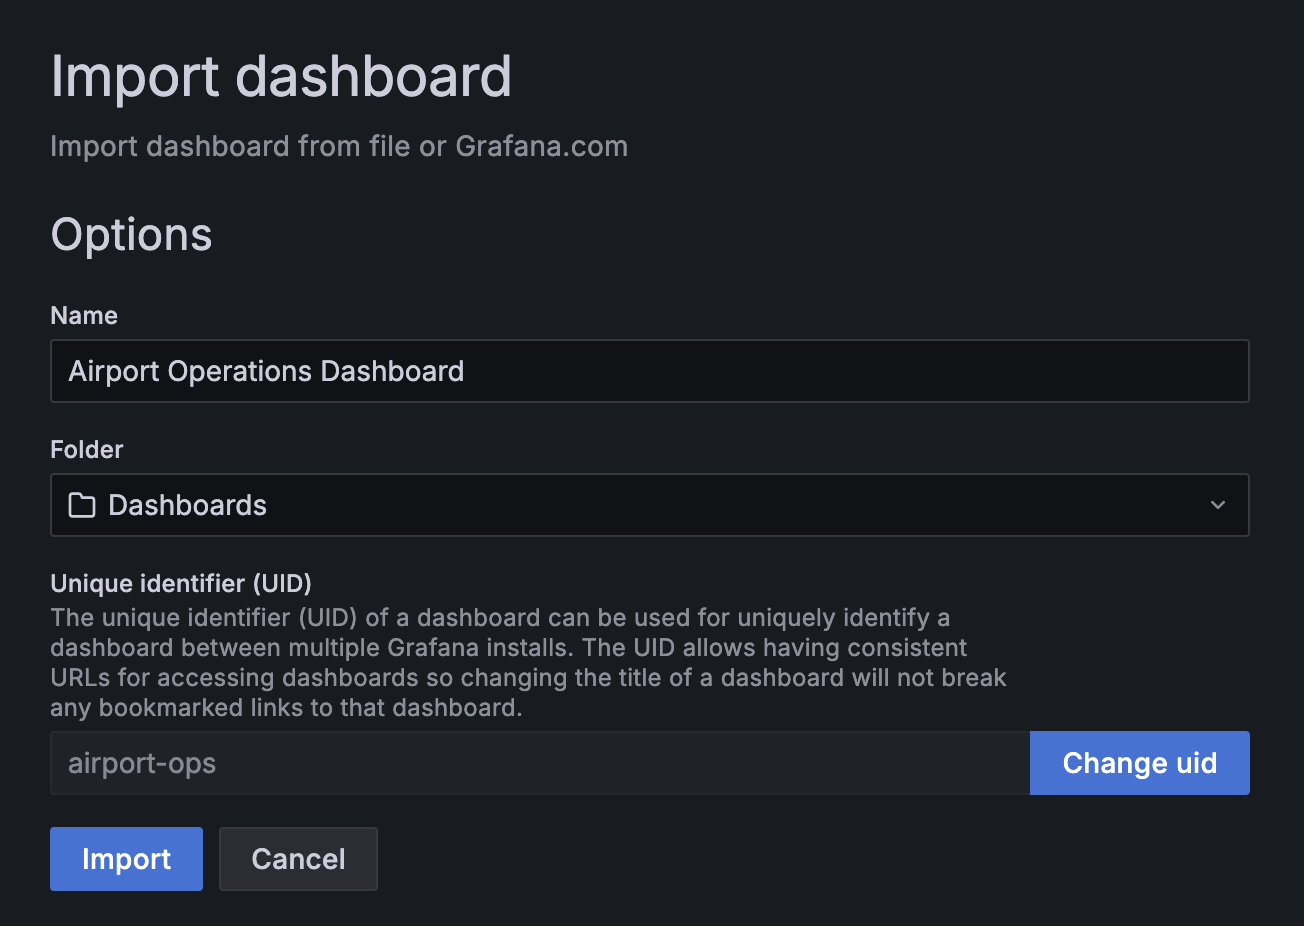 Import dashboard
Import dashboard from file or Grafana.com
Options
Name
Airport Operations Dashboard
Folder
Dashboards
Unique identifier (UID)
The unique identifier (UID) of a dashboard can be used for uniquely identify a
dashboard between multiple Grafana installs. The UID allows having consistent
URLs for accessing dashboards so changing the title of a dashboard will not break
any bookmarked links to that dashboard.
airport-ops
Change uid
Import
Cancel